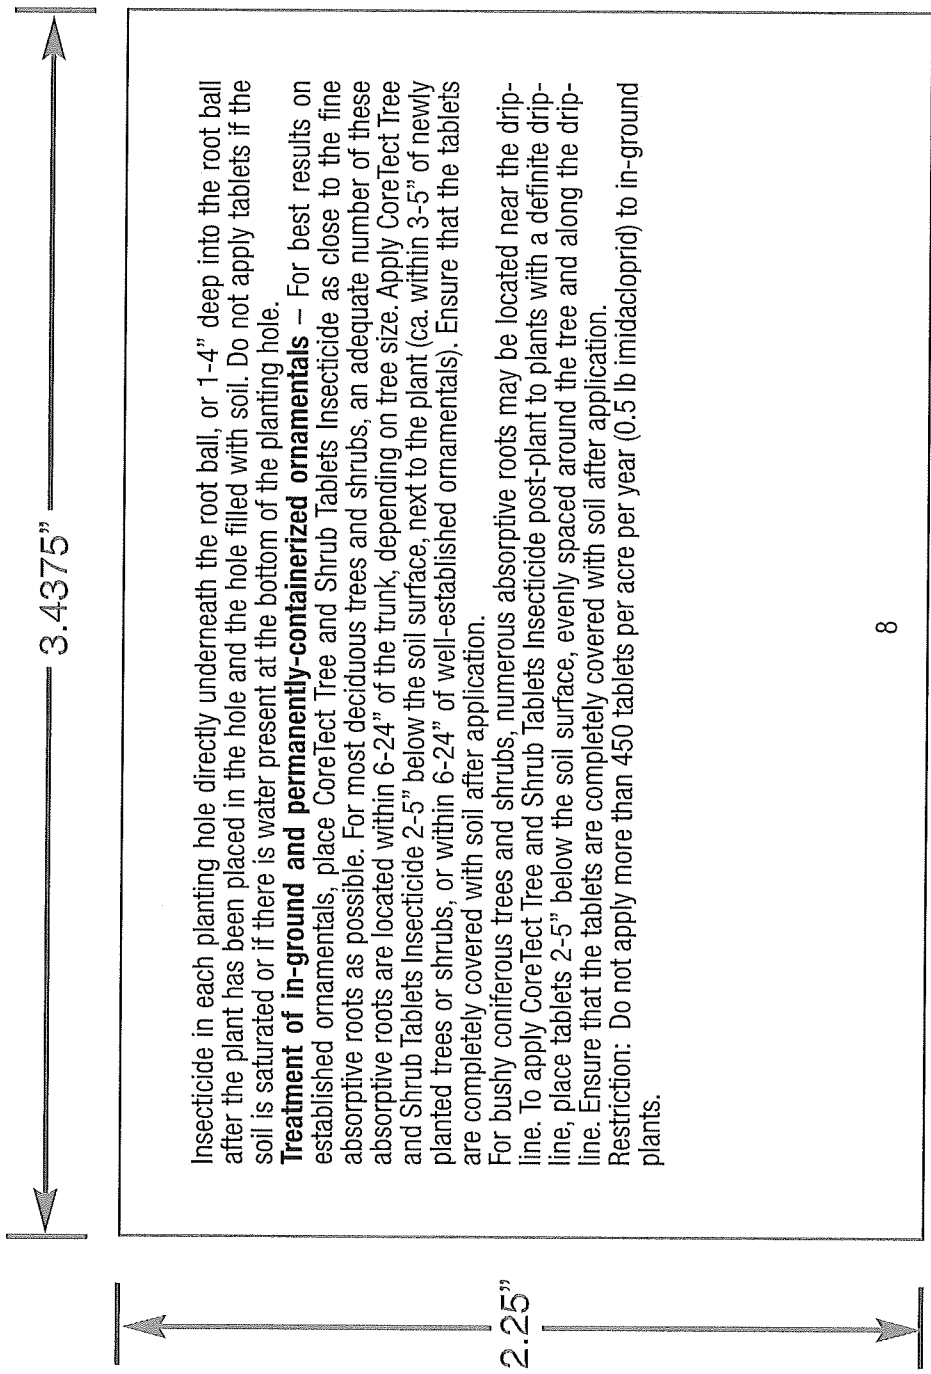 3.4375”
2.25”
Insecticide in each planting hole directly underneath the root ball, or 1-4” deep into the root ball
after the plant has been placed in the hole and the hole filled with soil. Do not apply tablets if the
soil is saturated or if there is water present at the bottom of the planting hole.
Treatment of in-ground and permanently-containerized ornamentals – For best results on
established ornamentals, place CoreTect Tree and Shrub Tablets Insecticide as close to the fine
absorptive roots as possible. For most deciduous trees and shrubs, an adequate number of these
absorptive roots are located within 6-24” of the trunk, depending on tree size. Apply CoreTect Tree
and Shrub Tablets Insecticide 2-5” below the soil surface, next to the plant (ca. within 3-5” of newly
planted trees or shrubs, or within 6-24” of well-established ornamentals). Ensure that the tablets
are completely covered with soil after application.
For bushy coniferous trees and shrubs, numerous absorptive roots may be located near the drip-
line. To apply CoreTect Tree and Shrub Tablets Insecticide post-plant to plants with a definite drip-
line, place tablets 2-5” below the soil surface, evenly spaced around the tree and along the drip-
line. Ensure that the tablets are completely covered with soil after application.
Restriction: Do not apply more than 450 tablets per acre per year (0.5 lb imidacloprid) to in-ground
plants.
8